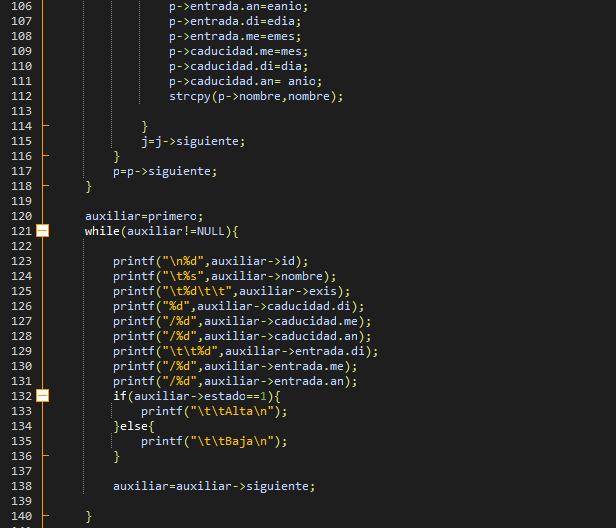 106 p->entrada.an=eanio;
107 p->entrada.di=edia;
108 p->entrada.me=emes;
109 p->caducidad.me=mes;
110 p->caducidad.di=dia;
111 p->caducidad.an= anio;
112 strcpy(p->nombre,nombre);
113
114 }
115 j=j->siguiente;
116 }
117 p=p->siguiente;
118 }
119
120 auxiliar=primero;
121 while(auxiliar!=NULL){
122
123 printf("\n%d",auxiliar->id);
124 printf("\t%s",auxiliar->nombre);
125 printf("\t%d\t\t",auxiliar->exis);
126 printf("%d",auxiliar->caducidad.di);
127 printf("/%d",auxiliar->caducidad.me);
128 printf("/%d",auxiliar->caducidad.an);
129 printf("\t\t%d",auxiliar->entrada.di);
130 printf("/%d",auxiliar->entrada.me);
131 printf("/%d",auxiliar->entrada.an);
132 if(auxiliar->estado==1){
133 printf("\t\tAlta\n");
134 }else{
135 printf("\t\tBaja\n");
136 }
137
138 auxiliar=auxiliar->siguiente;
139
140 }